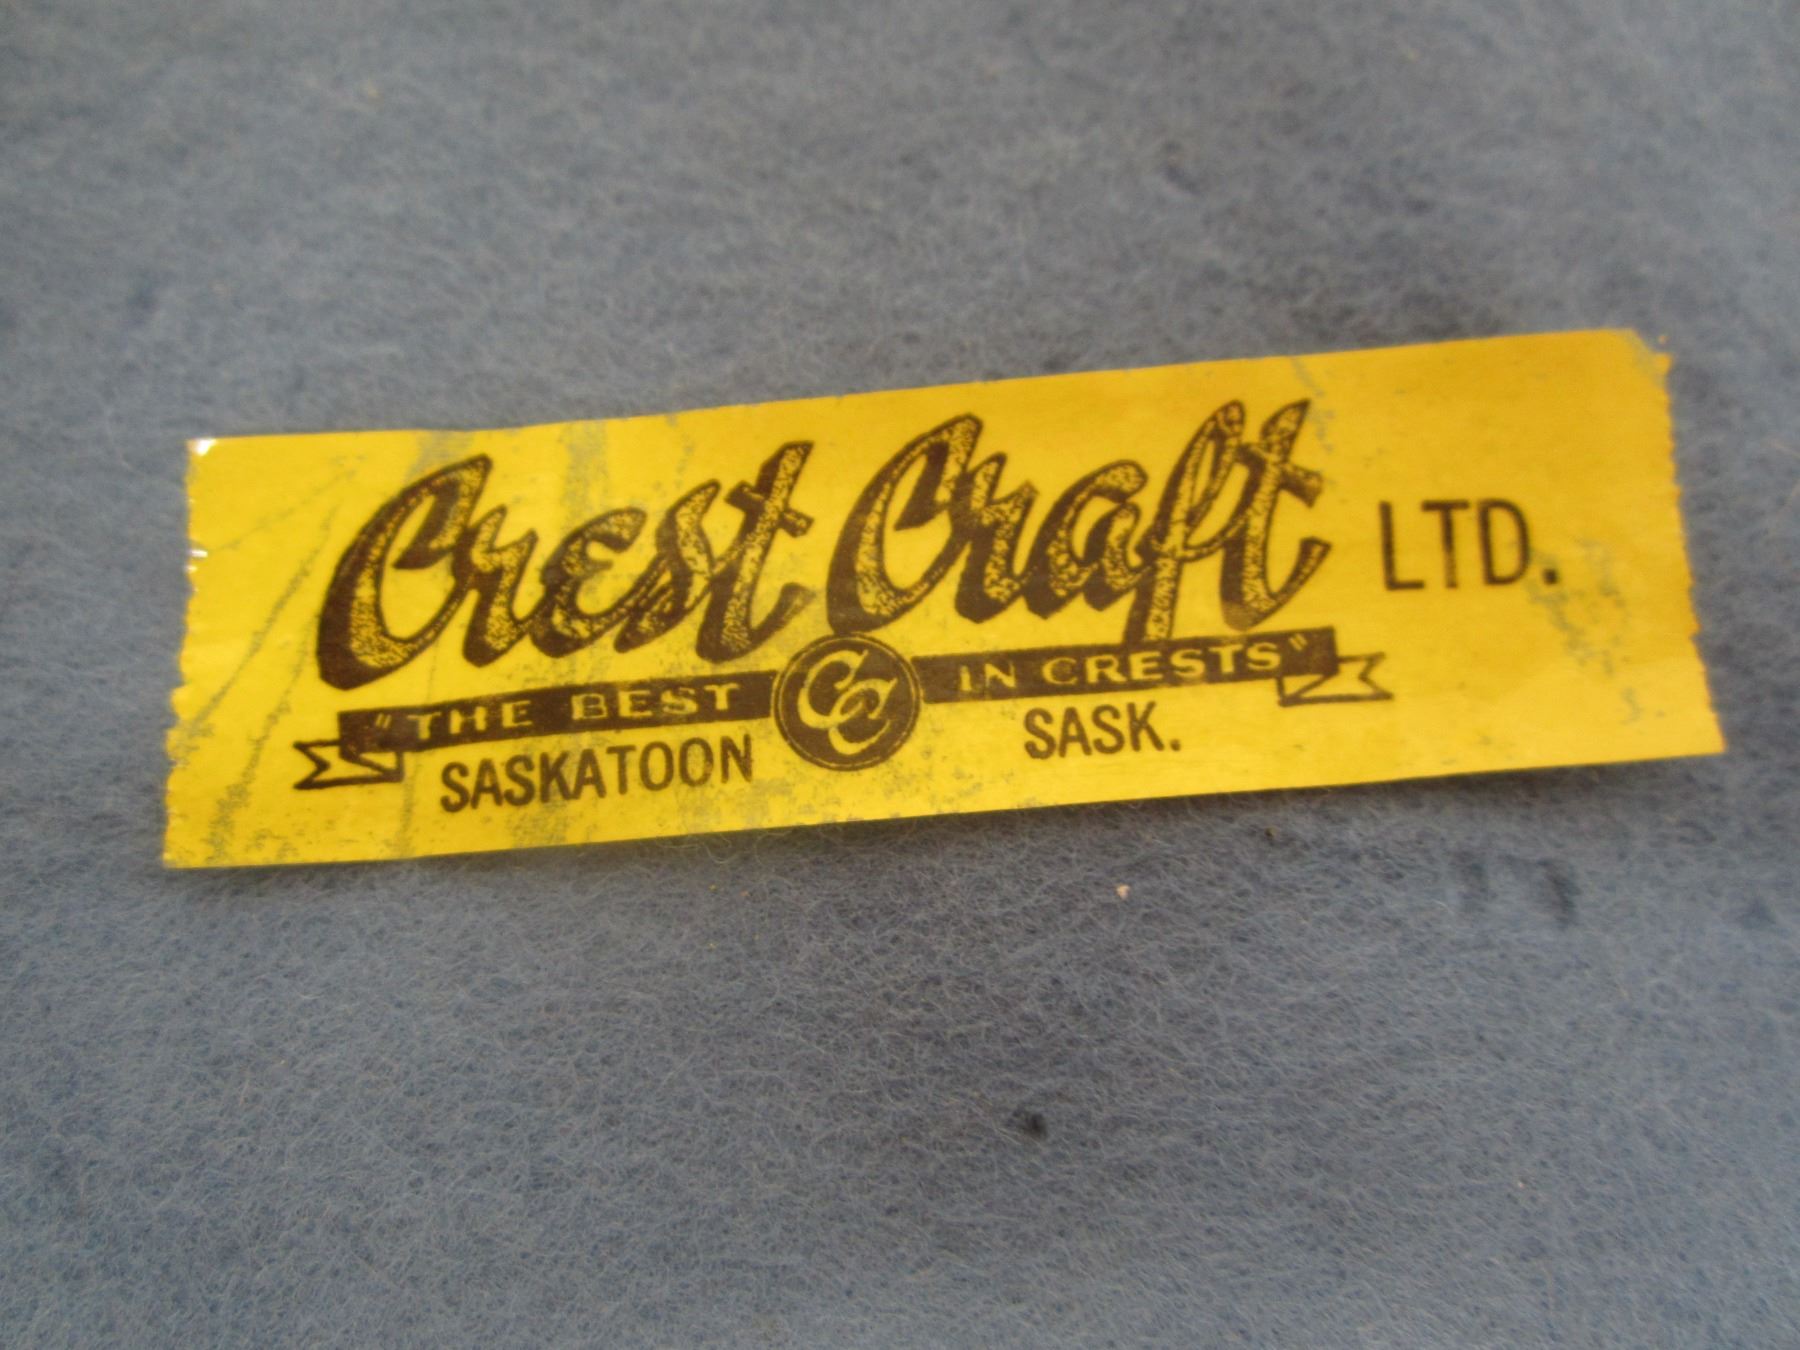 Crest Craft LTD.
"THE BEST CC IN CRESTS"
SASKATOON SASK.